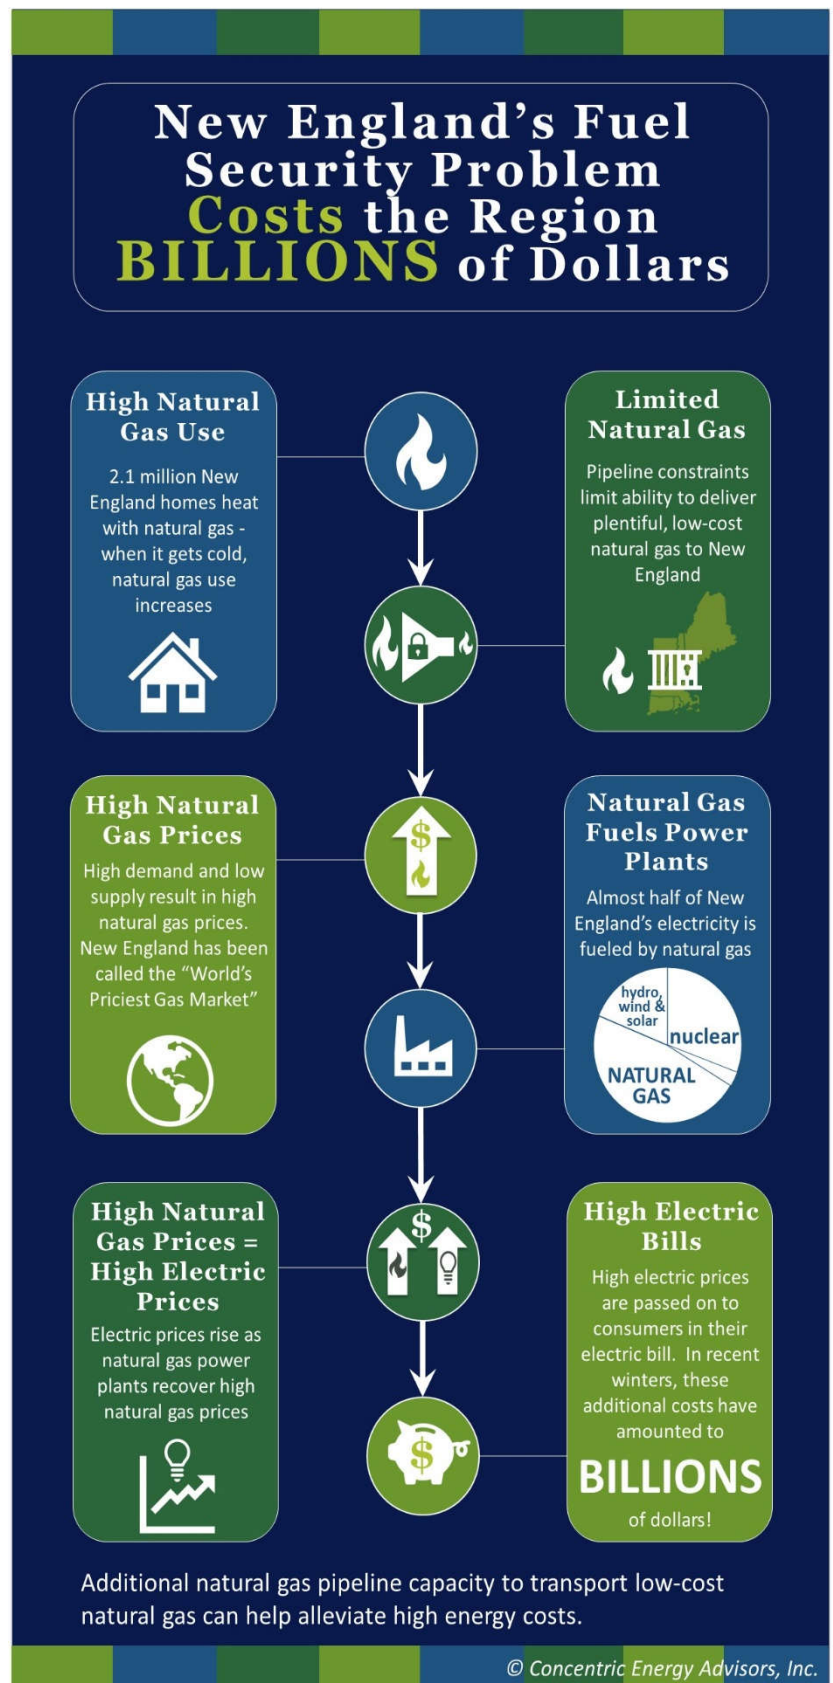 New England’s Fuel
Security Problem
Costs the Region
BILLIONS of Dollars
High Natural
Gas Use
2.1 million New
England homes heat
with natural gas -
when it gets cold,
natural gas use
increases
Limited
Natural Gas
Pipeline constraints
limit ability to deliver
plentiful, low-cost
natural gas to New
England
High Natural
Gas Prices
High demand and low
supply result in high
natural gas prices.
New England has been
called the “World’s
Priciest Gas Market”
$
Natural Gas
Fuels Power
Plants
Almost half of New
England’s electricity is
fueled by natural gas
hydro,
wind &
solar
nuclear
NATURAL
GAS
High Natural
Gas Prices =
High Electric
Prices
Electric prices rise as
natural gas power
plants recover high
natural gas prices
$
High Electric
Bills
High electric prices
are passed on to
consumers in their
electric bill. In recent
winters, these
additional costs have
amounted to
BILLIONS
of dollars!
$
Additional natural gas pipeline capacity to transport low-cost
natural gas can help alleviate high energy costs.
© Concentric Energy Advisors, Inc.